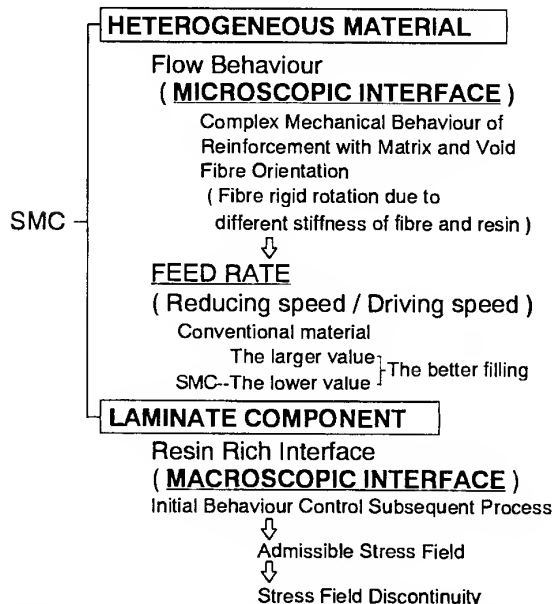 HETEROGENEOUS MATERIAL
Flow Behaviour
( MICROSCOPIC INTERFACE )
Complex Mechanical Behaviour of
Reinforcement with Matrix and Void
Fibre Orientation
( Fibre rigid rotation due to
different stiffness of fibre and resin )
SMC
FEED RATE
( Reducing speed / Driving speed )
Conventional material
The larger value
The better filling
SMC--The lower value
LAMINATE COMPONENT
Resin Rich Interface
( MACROSCOPIC INTERFACE )
Initial Behaviour Control Subsequent Process
Admissible Stress Field
Stress Field Discontinuity